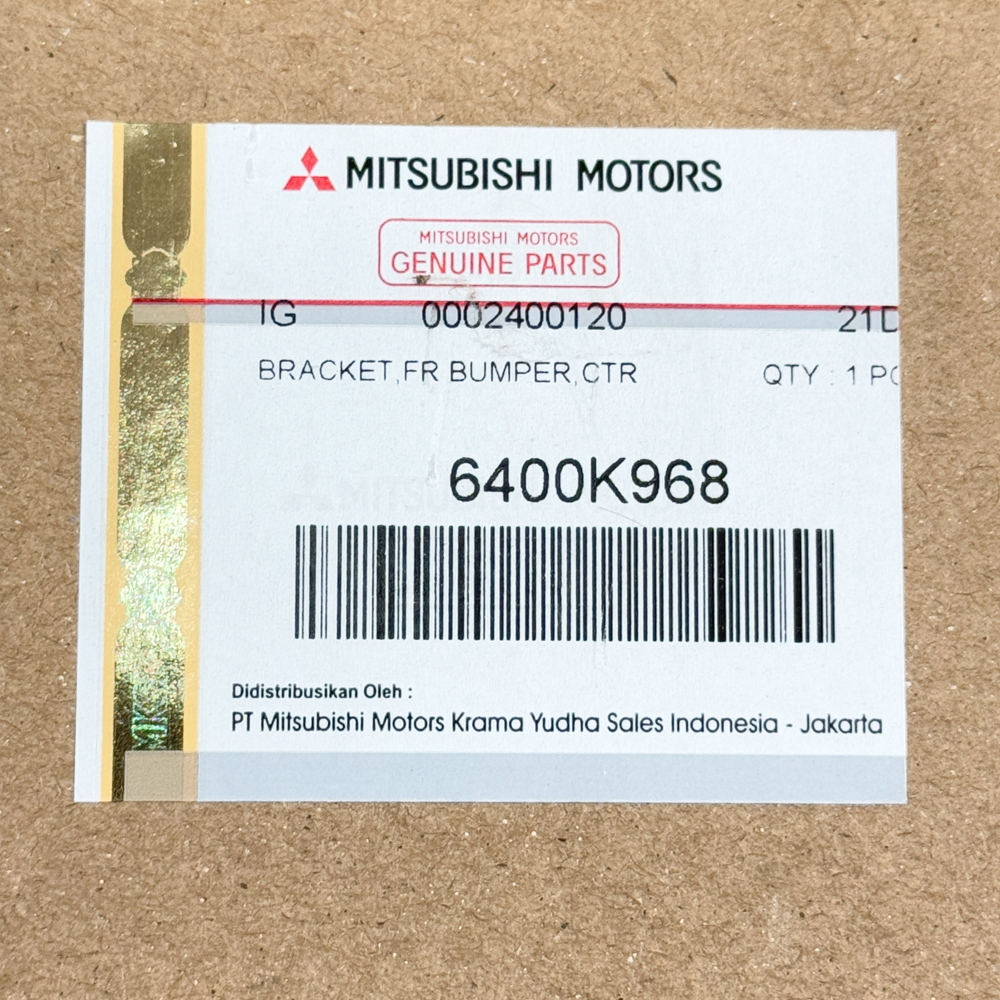 MITSUBISHI MOTORS
MITSUBISHI MOTORS
GENUINE PARTS
IG 0002400120 21D
BRACKET,FR BUMPER,CTR QTY : 1 PC
6400K968
Didistribusikan Oleh :
PT Mitsubishi Motors Krama Yudha Sales Indonesia - Jakarta